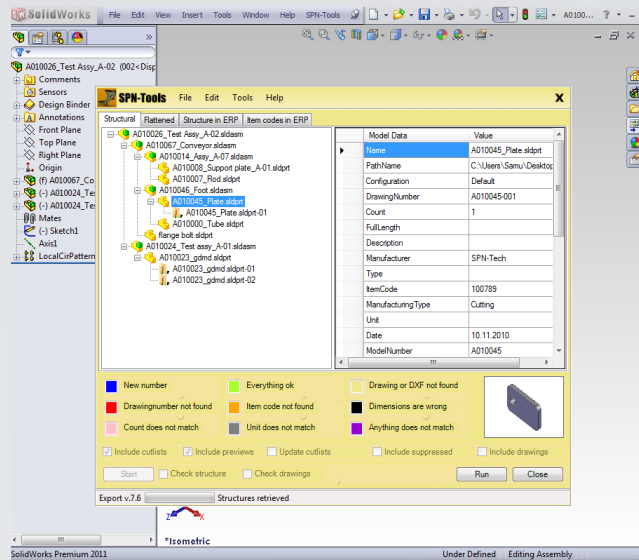 SolidWorks File Edit View Insert Tools Window Help SPN-Tools A0100... ? -
A010026_Test Assy_A-02 (002<Disp
Comments
Sensors
Design Binder
Annotations
Front Plane
Top Plane
Right Plane
Origin
(f) A010067_Co
(-) A010024_Tes
(-) A010024_Tes
Mates
(-) Sketch1
Axis1
LocalCirPattern
SPN-Tools File Edit Tools Help X
Structural Flattened Structure in ERP Item codes in ERP
A010026_Test Assy_A-02.sldasm
A010067_Conveyor.sldasm
A010014_Assy_A-07.sldasm
A010008_Support plate_A-01.sldprt
A010007_Rod.sldprt
A010046_Foot.sldasm
A010045_Plate.sldprt
A010045_Plate.sldprt-01
A010000_Tube.sldprt
flange bolt.sldprt
A010024_Test assy_A-01.sldasm
A010023_gdmd.sldprt
A010023_gdmd.sldprt-01
A010023_gdmd.sldprt-02
Model Data Value
Name A010045_Plate.sldprt
PathName C:\Users\Samu\Desktop
Configuration Default
DrawingNumber A010045-001
Count 1
FullLength
Description
Manufacturer SPN-Tech
Type
ItemCode 100789
ManufacturingType Cutting
Unit
Date 10.11.2010
ModelNumber A010045
New number Everything ok Drawing or DXF not found
Drawingnumber not found Item code not found Dimensions are wrong
Count does not match Unit does not match Anything does not match
Include cutlists Include previews Update cutlists Include suppressed Include drawings
Start Check structure Check drawings Run Close
Export v.7.6 Structures retrieved
Z X
*Isometric
SolidWorks Premium 2011 Under Defined Editing Assembly